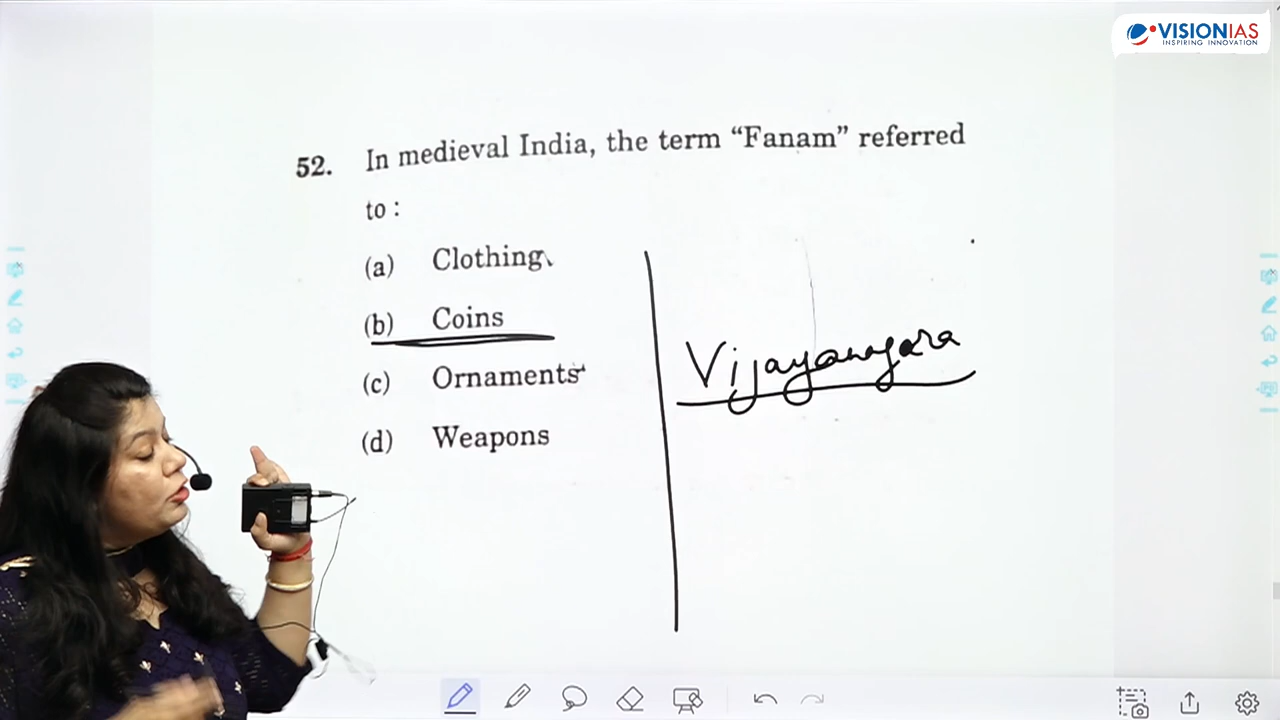 VISIONIAS
INSPIRING INNOVATION
52. In medieval India, the term “Fanam” referred
to :
(a) Clothing
(b) Coins
(c) Ornaments
(d) Weapons
Vijayanagara